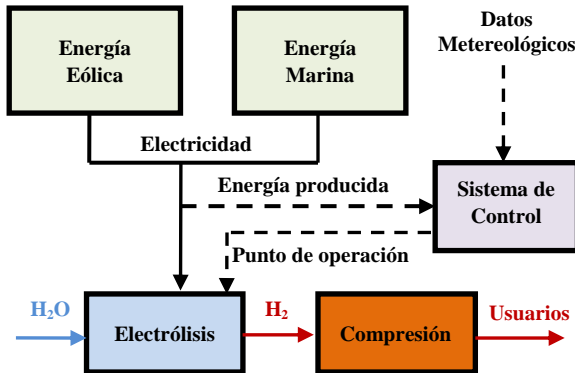 Energía
Eólica
Energía
Marina
Datos
Metereológicos
Electricidad
Energía producida
Sistema de
Control
Punto de operación
H₂O
Electrólisis
H₂
Compresión
Usuarios